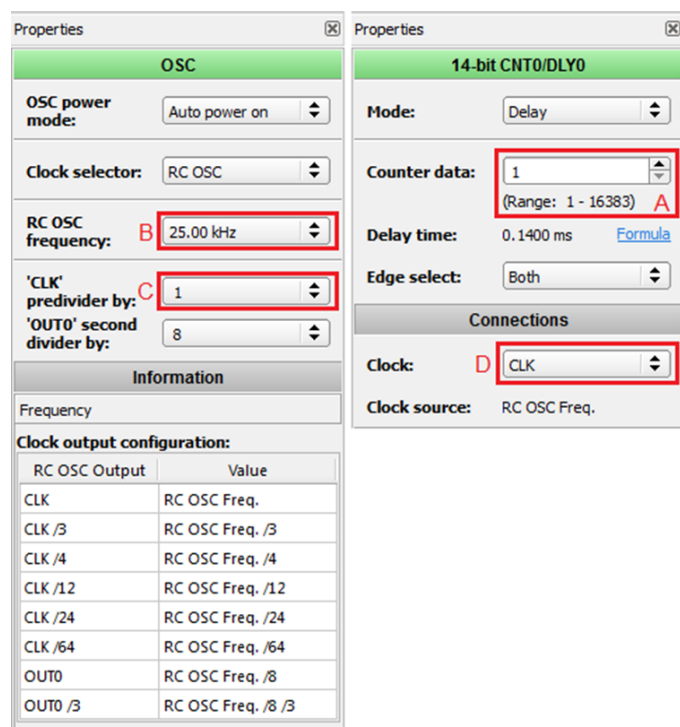 Properties
OSC
OSC power mode:
Auto power on
Clock selector:
RC OSC
RC OSC frequency:
B
25.00 kHz
'CLK' predivider by:
C
1
'OUT0' second divider by:
8
Information
Frequency
Clock output configuration:
RC OSC Output Value
CLK RC OSC Freq.
CLK /3 RC OSC Freq. /3
CLK /4 RC OSC Freq. /4
CLK /12 RC OSC Freq. /12
CLK /24 RC OSC Freq. /24
CLK /64 RC OSC Freq. /64
OUT0 RC OSC Freq. /8
OUT0 /3 RC OSC Freq. /8 /3
Properties
14-bit CNT0/DLY0
Mode:
Delay
Counter data:
1
(Range: 1 - 16383)
A
Delay time:
0.1400 ms
Formula
Edge select:
Both
Connections
Clock:
D
CLK
Clock source:
RC OSC Freq.